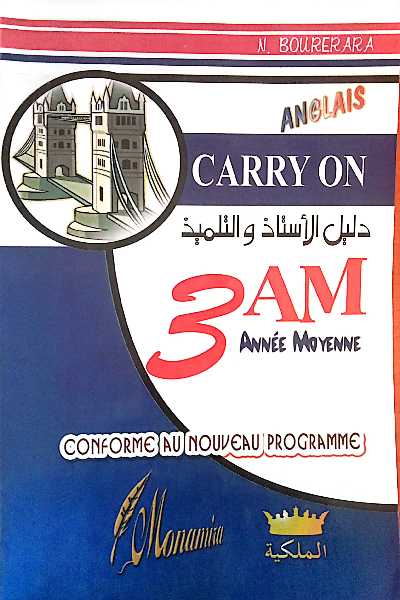 N. BOURERARA
ANGLAIS
CARRY ON
دليل الأستاذ والتلميذ
3AM
ANNÉE MOYENNE
CONFORME AU NOUVEAU PROGRAMME
Monamira
الملكية